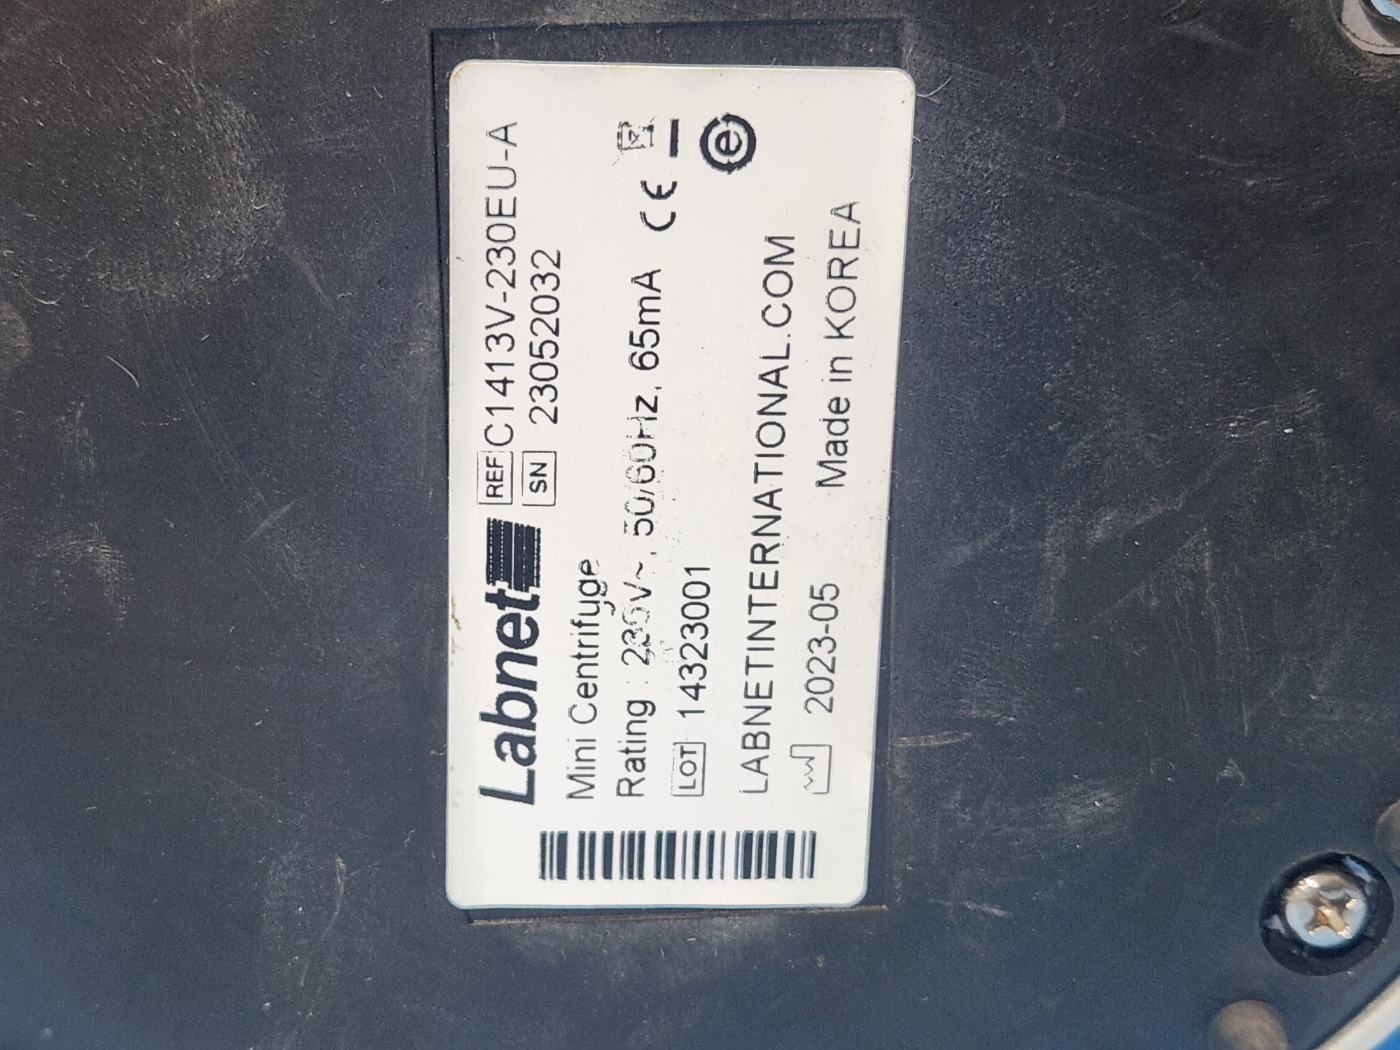 Labnet
REF C1413V-230EU-A
SN 23052032
Mini Centrifuge
Rating : 230V~, 50/60Hz, 65mA
CE
LOT 14323001
e
LABNETINTERNATIONAL.COM
2023-05 Made in KOREA